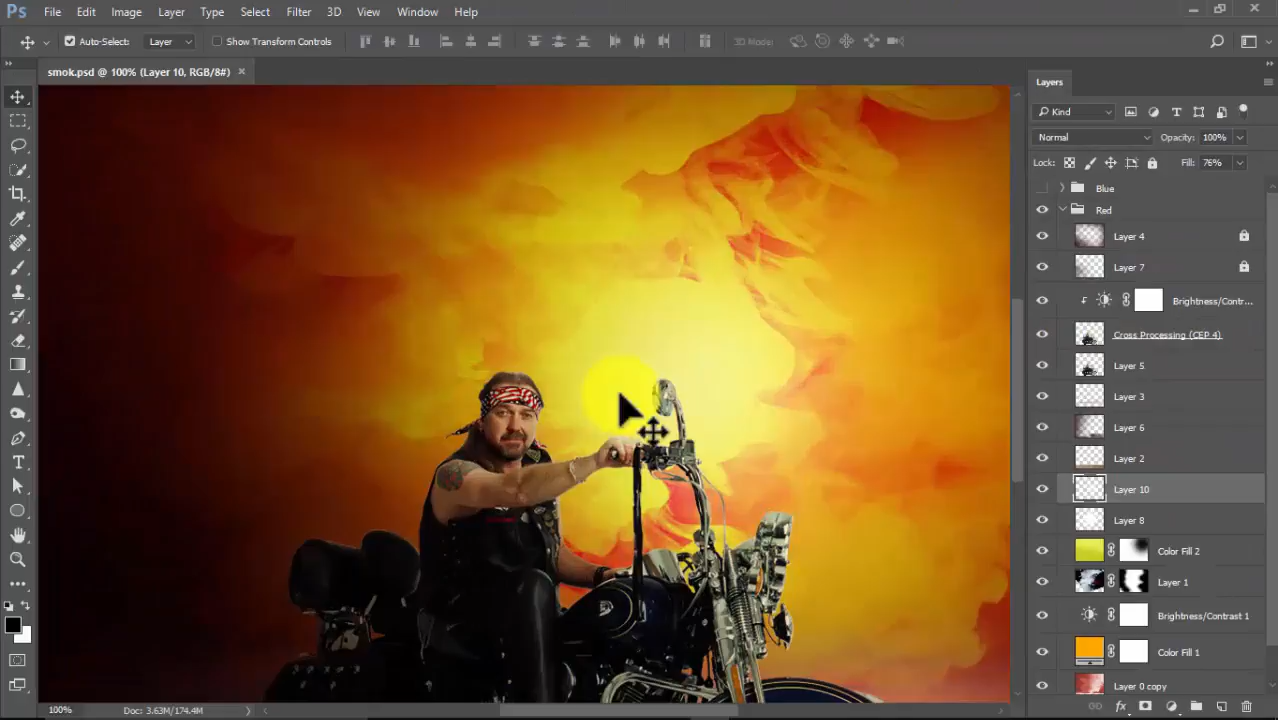 Ps File Edit Image Layer Type Select Filter 3D View Window Help
Auto-Select: Layer Show Transform Controls 3D Mode:
smok.psd @ 100% (Layer 10, RGB/8#) ×
Layers
Kind
Normal Opacity: 100%
Lock: Fill: 76%
Blue
Red
Layer 4
Layer 7
Brightness/Contr...
Cross Processing (CEP 4)
Layer 5
Layer 3
Layer 6
Layer 2
Layer 10
Layer 8
Color Fill 2
Layer 1
Brightness/Contrast 1
Color Fill 1
Layer 0 copy
100% Doc: 3.63M/174.4M